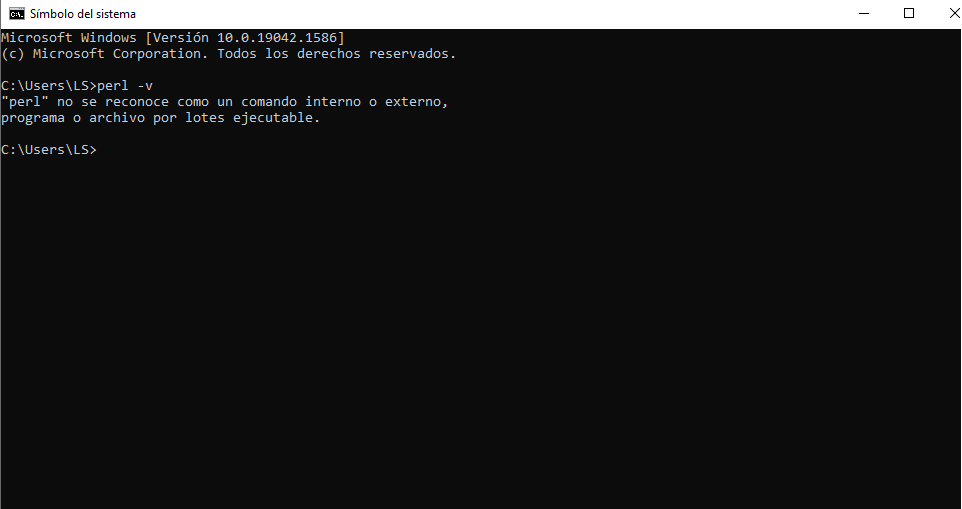 Símbolo del sistema
Microsoft Windows [Versión 10.0.19042.1586]
(c) Microsoft Corporation. Todos los derechos reservados.
C:\Users\LS>perl -v
"perl" no se reconoce como un comando interno o externo,
programa o archivo por lotes ejecutable.
C:\Users\LS>